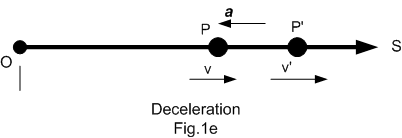 a
P P'
O S
v v'
Deceleration
Fig.1e